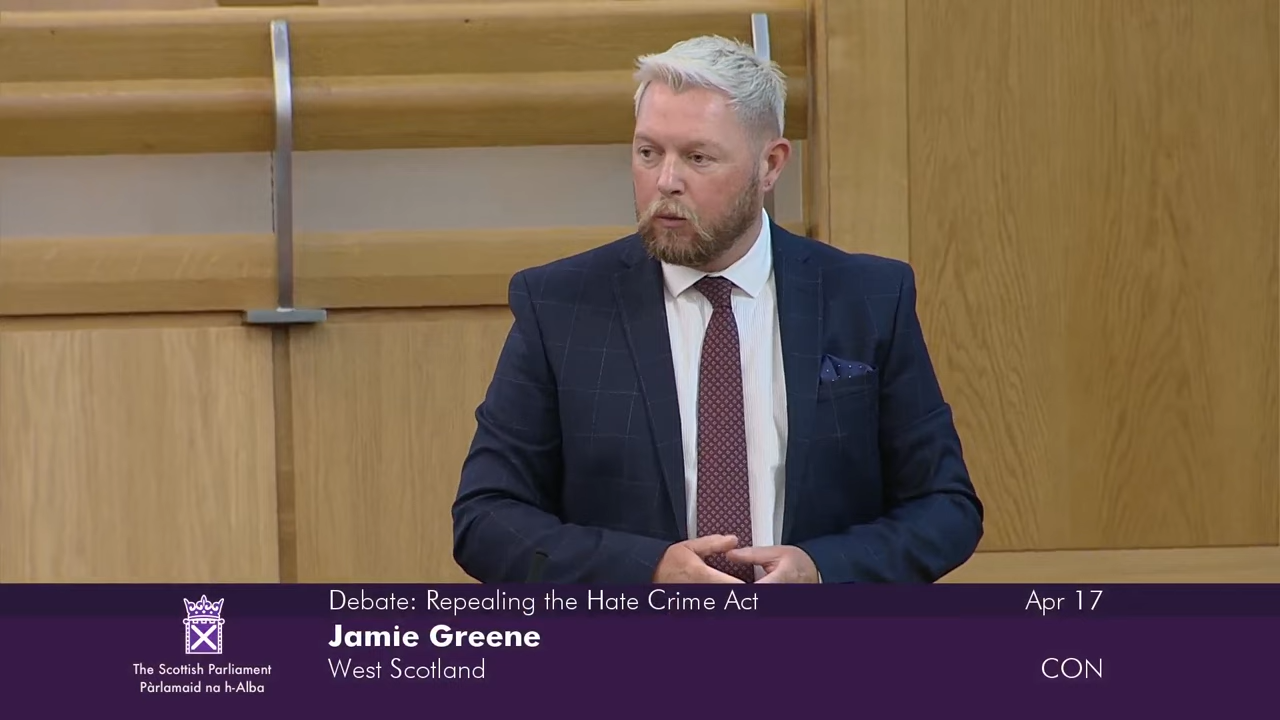 Debate: Repealing the Hate Crime Act Apr 17
Jamie Greene
West Scotland CON
The Scottish Parliament
Pàrlamaid na h-Alba